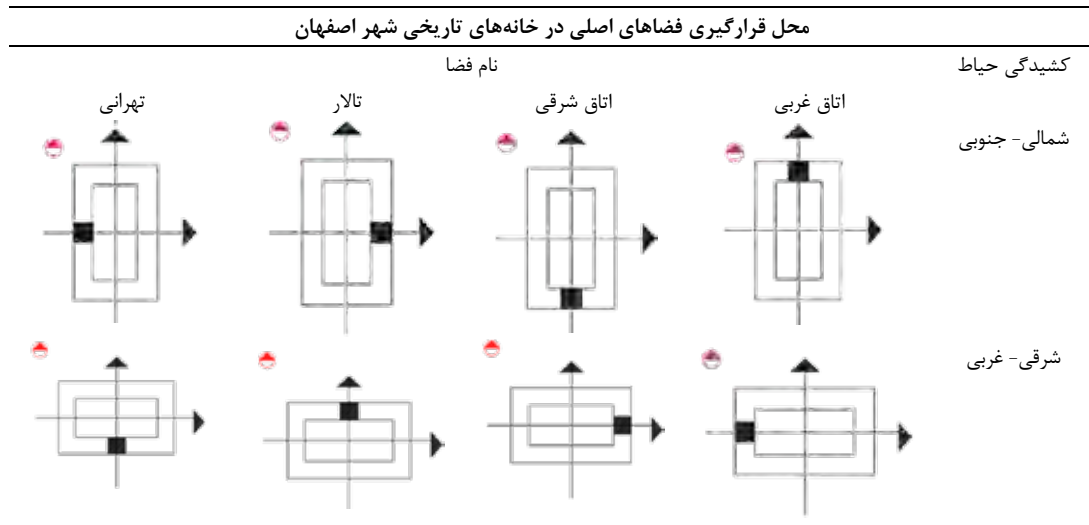 محل قرارگیری فضاهای اصلی در خانه‌های تاریخی شهر اصفهان
کشیدگی حیاط
نام فضا
اتاق غربی
اتاق شرقی
تالار
تهرانی
شمالی- جنوبی
شرقی- غربی